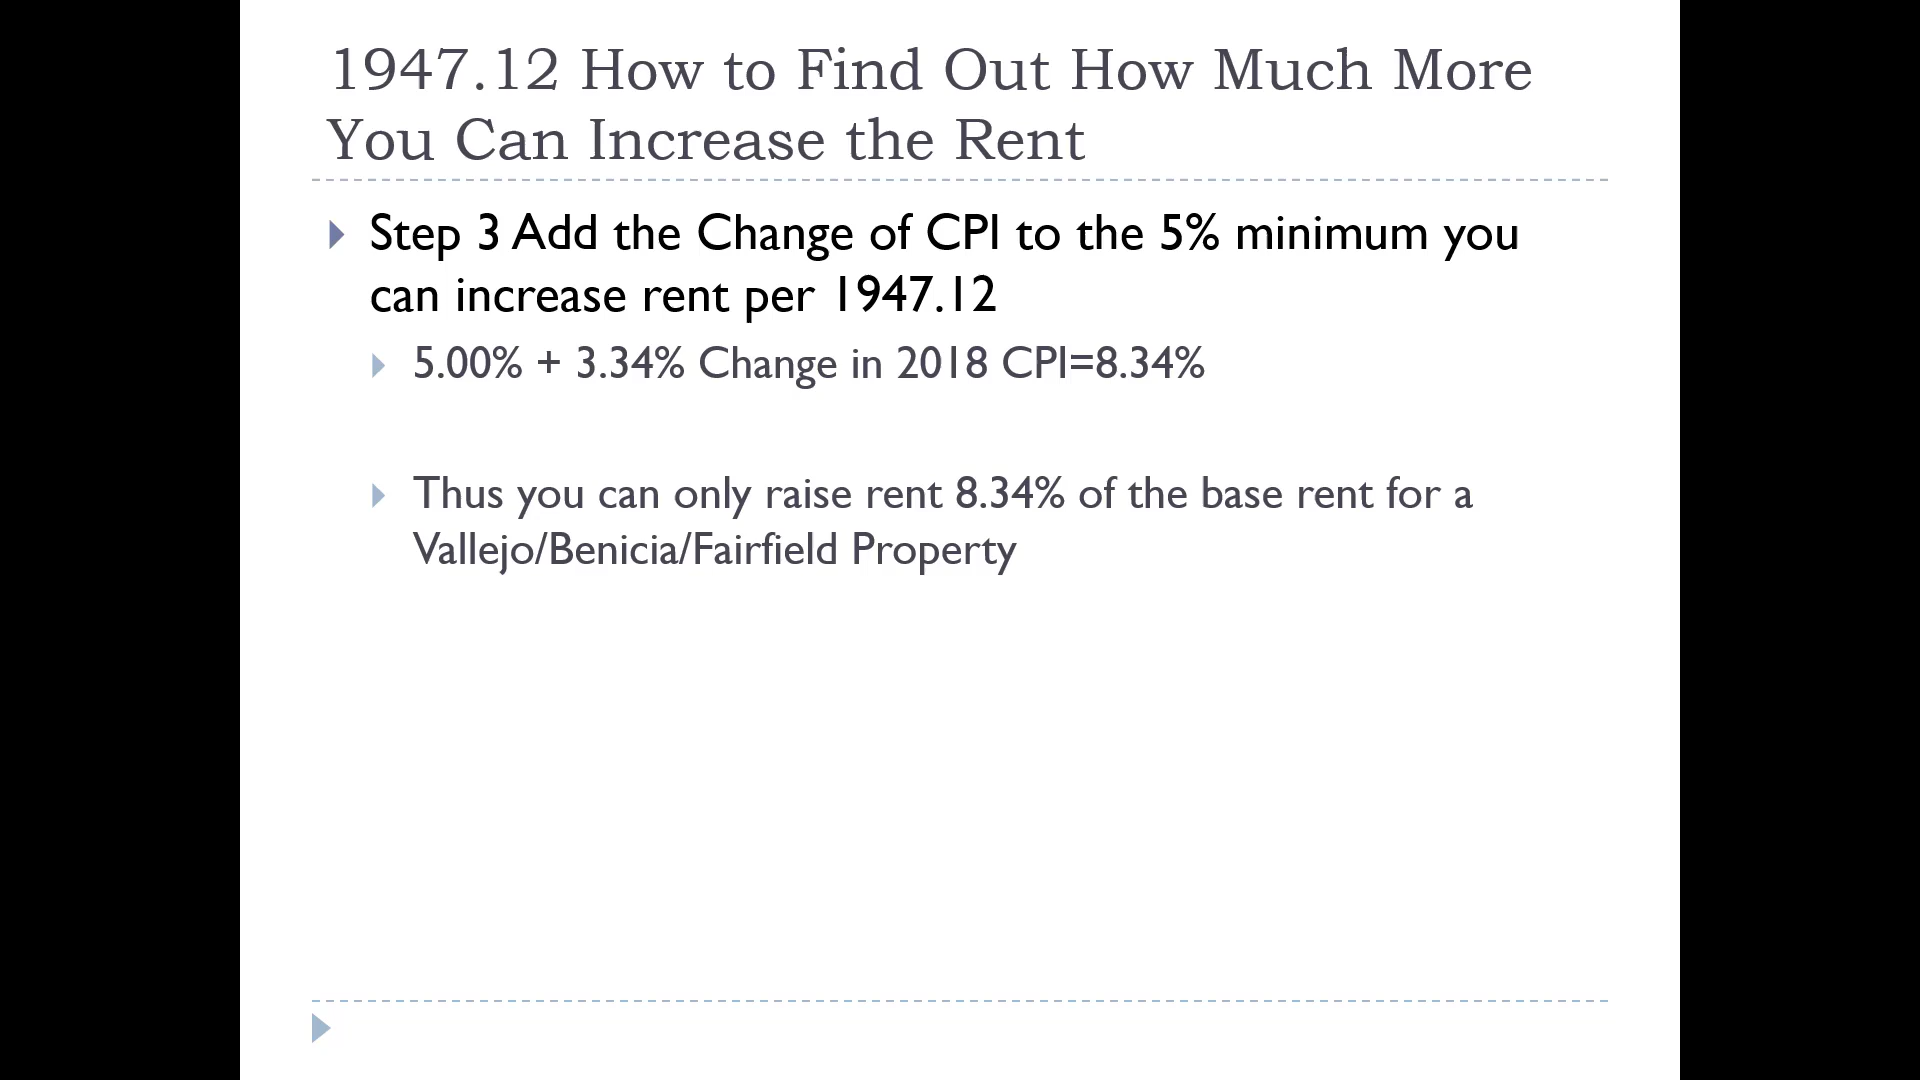 1947.12 How to Find Out How Much More
You Can Increase the Rent
Step 3 Add the Change of CPI to the 5% minimum you
can increase rent per 1947.12
5.00% + 3.34% Change in 2018 CPI=8.34%
Thus you can only raise rent 8.34% of the base rent for a
Vallejo/Benicia/Fairfield Property